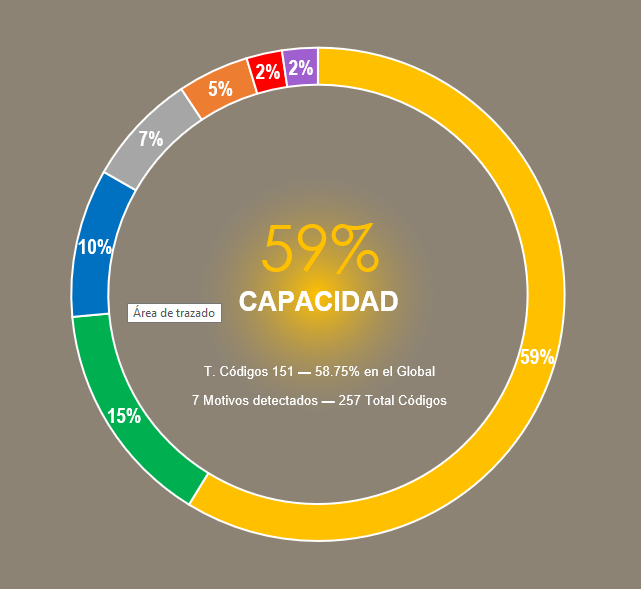 2%
2%
5%
7%
10%
59%
CAPACIDAD
Área de trazado
59%
T. Códigos 151 — 58.75% en el Global
7 Motivos detectados — 257 Total Códigos
15%